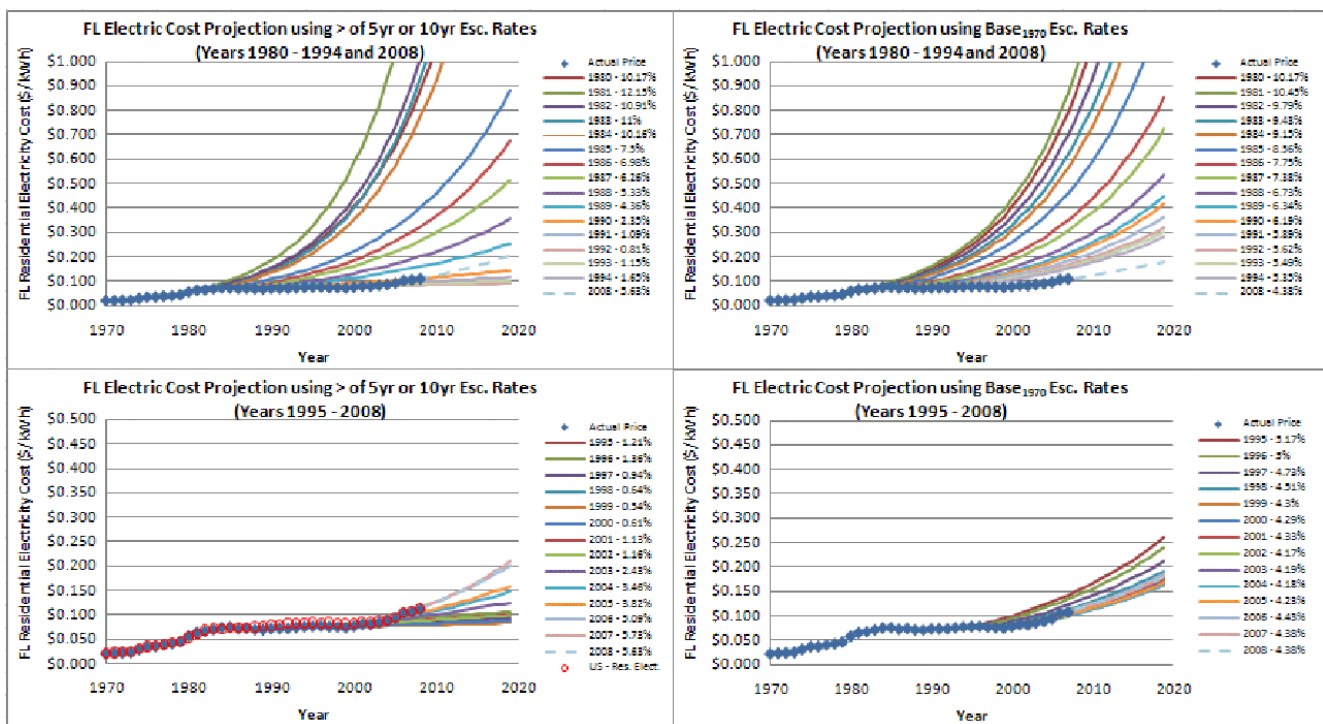 FL Electric Cost Projection using > of 5yr or 10yr Esc. Rates
(Years 1980 - 1994 and 2008)
FL Residential Electricity Cost ($/kWh)
$1.000
$0.900
$0.800
$0.700
$0.600
$0.500
$0.400
$0.300
$0.200
$0.100
$0.000
1970
1980
1990
2000
2010
2020
Year
Actual Price
1980 - 10.17%
1981 - 12.15%
1982 - 10.91%
1983 - 11%
1984 - 10.16%
1985 - 7.5%
1986 - 6.98%
1987 - 6.26%
1988 - 5.33%
1989 - 4.36%
1990 - 2.35%
1991 - 1.09%
1992 - 0.81%
1993 - 1.15%
1994 - 1.60%
2008 - 5.63%
FL Electric Cost Projection using Base1970 Esc. Rates
(Years 1980 - 1994 and 2008)
FL Residential Electricity Cost ($/kWh)
$1.000
$0.900
$0.800
$0.700
$0.600
$0.500
$0.400
$0.300
$0.200
$0.100
$0.000
1970
1980
1990
2000
2010
2020
Year
Actual Price
1980 - 10.17%
1981 - 10.45%
1982 - 9.79%
1983 - 9.43%
1984 - 9.15%
1985 - 8.56%
1986 - 7.75%
1987 - 7.38%
1988 - 6.73%
1989 - 6.34%
1990 - 6.19%
1991 - 5.89%
1992 - 5.62%
1993 - 5.49%
1994 - 5.35%
2008 - 4.38%
FL Electric Cost Projection using > of 5yr or 10yr Esc. Rates
(Years 1995 - 2008)
FL Residential Electricity Cost ($/kWh)
$0.500
$0.450
$0.400
$0.350
$0.300
$0.250
$0.200
$0.150
$0.100
$0.050
$0.000
1970
1980
1990
2000
2010
2020
Year
Actual Price
1995 - 1.21%
1996 - 1.36%
1997 - 0.94%
1998 - 0.64%
1999 - 0.54%
2000 - 0.61%
2001 - 1.13%
2002 - 1.16%
2003 - 2.43%
2004 - 3.46%
2005 - 3.82%
2006 - 5.09%
2007 - 5.73%
2008 - 5.63%
US - Res. Elect.
FL Electric Cost Projection using Base1970 Esc. Rates
(Years 1995 - 2008)
FL Residential Electricity Cost ($/kWh)
$0.500
$0.450
$0.400
$0.350
$0.300
$0.250
$0.200
$0.150
$0.100
$0.050
$0.000
1970
1980
1990
2000
2010
2020
Year
Actual Price
1995 - 5.17%
1996 - 5%
1997 - 4.73%
1998 - 4.51%
1999 - 4.3%
2000 - 4.29%
2001 - 4.33%
2002 - 4.17%
2003 - 4.19%
2004 - 4.18%
2005 - 4.23%
2006 - 4.45%
2007 - 4.38%
2008 - 4.38%